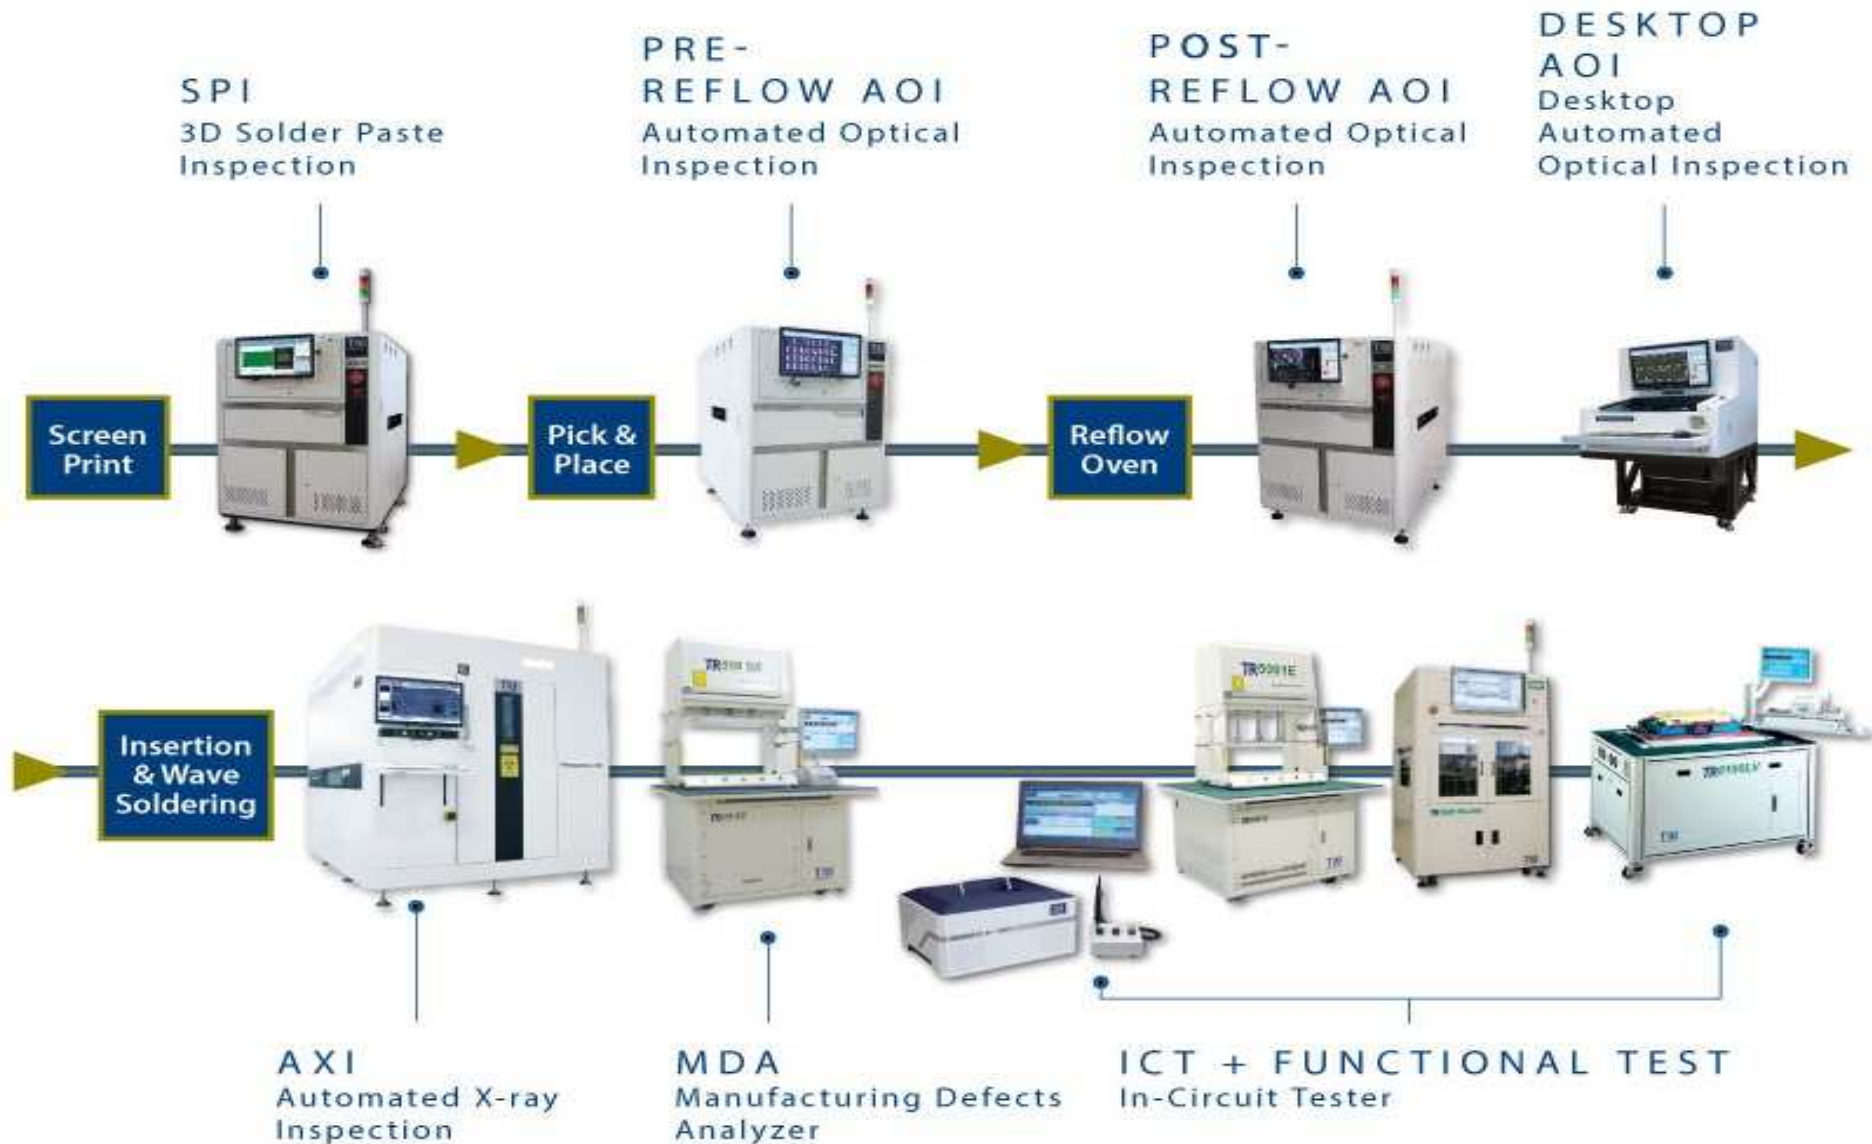 SPI
3D Solder Paste
Inspection
PRE-
REFLOW AOI
Automated Optical
Inspection
POST-
REFLOW AOI
Automated Optical
Inspection
DESKTOP
AOI
Desktop
Automated
Optical Inspection
Screen
Print
Pick &
Place
Reflow
Oven
Insertion
& Wave
Soldering
TR5001E
AXI
Automated X-ray
Inspection
MDA
Manufacturing Defects
Analyzer
ICT + FUNCTIONAL TEST
In-Circuit Tester